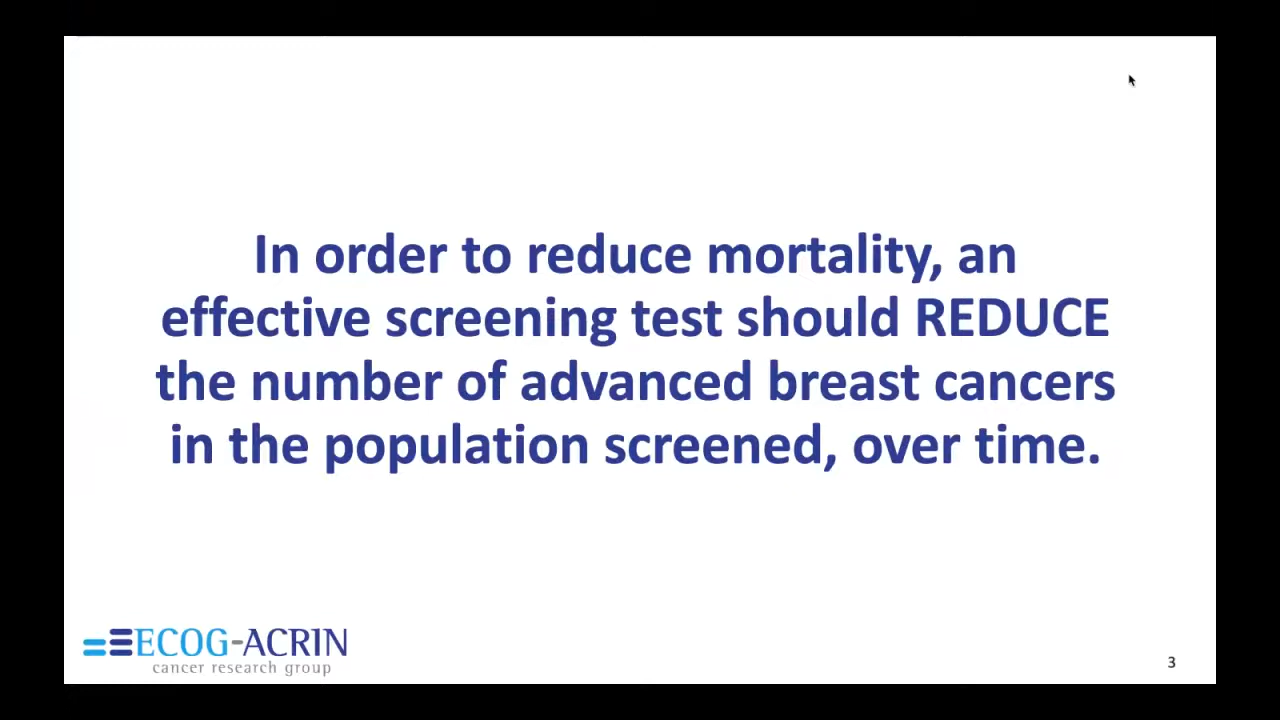 In order to reduce mortality, an
effective screening test should REDUCE
the number of advanced breast cancers
in the population screened, over time.
ECOG-ACRIN
cancer research group
3